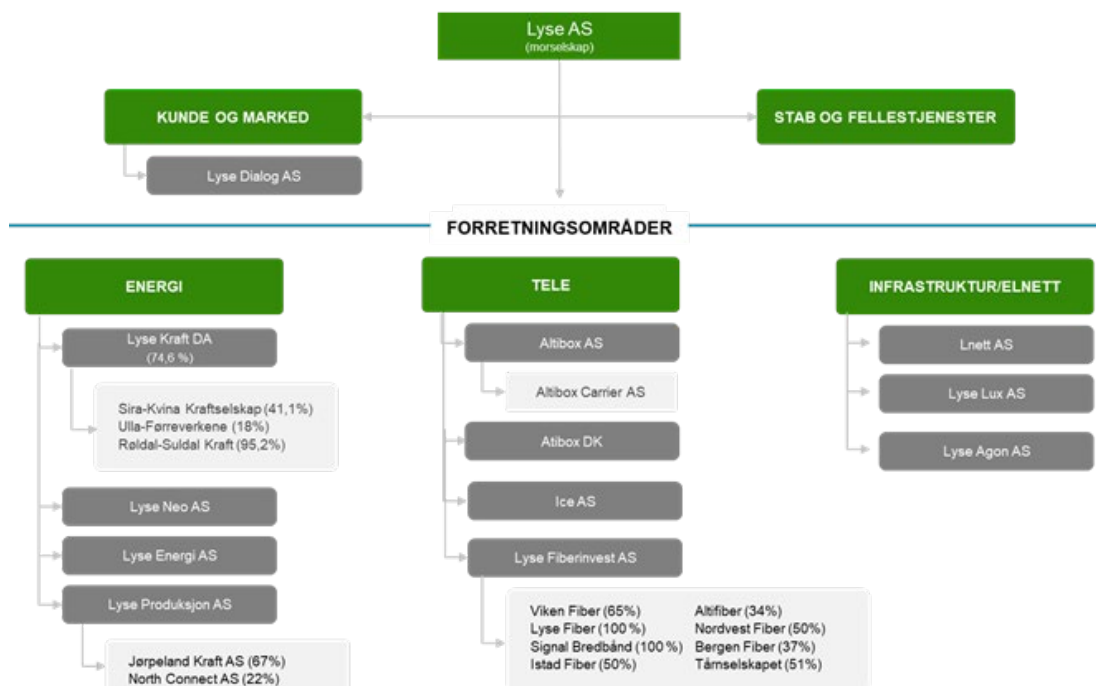 Lyse AS
(morselskap)
KUNDE OG MARKED
STAB OG FELLESTJENESTER
Lyse Dialog AS
FORRETNINGSOMRÅDER
ENERGI
Lyse Kraft DA
(74,6 %)
Sira-Kvina Kraftselskap (41,1%)
Ulla-Førreverkene (18%)
Røldal-Suldal Kraft (95,2%)
Lyse Neo AS
Lyse Energi AS
Lyse Produksjon AS
Jørpeland Kraft AS (67%)
North Connect AS (22%)
TELE
Altibox AS
Altibox Carrier AS
Atibox DK
Ice AS
Lyse Fiberinvest AS
Viken Fiber (65%)
Lyse Fiber (100 %)
Signal Bredbånd (100 %)
Istad Fiber (50%)
Altifiber (34%)
Nordvest Fiber (50%)
Bergen Fiber (37%)
Tårnselskapet (51%)
INFRASTRUKTUR/ELNETT
Lnett AS
Lyse Lux AS
Lyse Agon AS